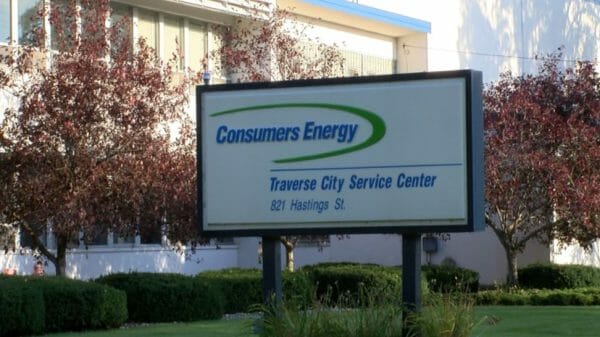 Consumers Energy
Traverse City Service Center
821 Hastings St.